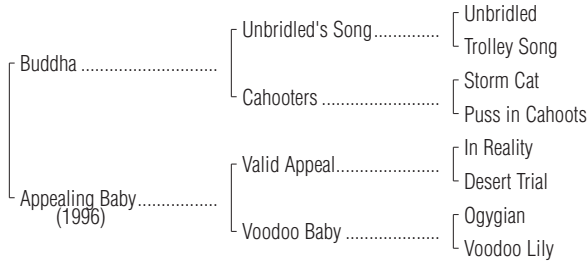 Unbridled
Unbridled's Song..............
Trolley Song
Buddha .............................
Storm Cat
Cahooters .........................
Puss in Cahoots
In Reality
Valid Appeal......................
Desert Trial
Appealing Baby.................
(1996)
Ogygian
Voodoo Baby ....................
Voodoo Lily